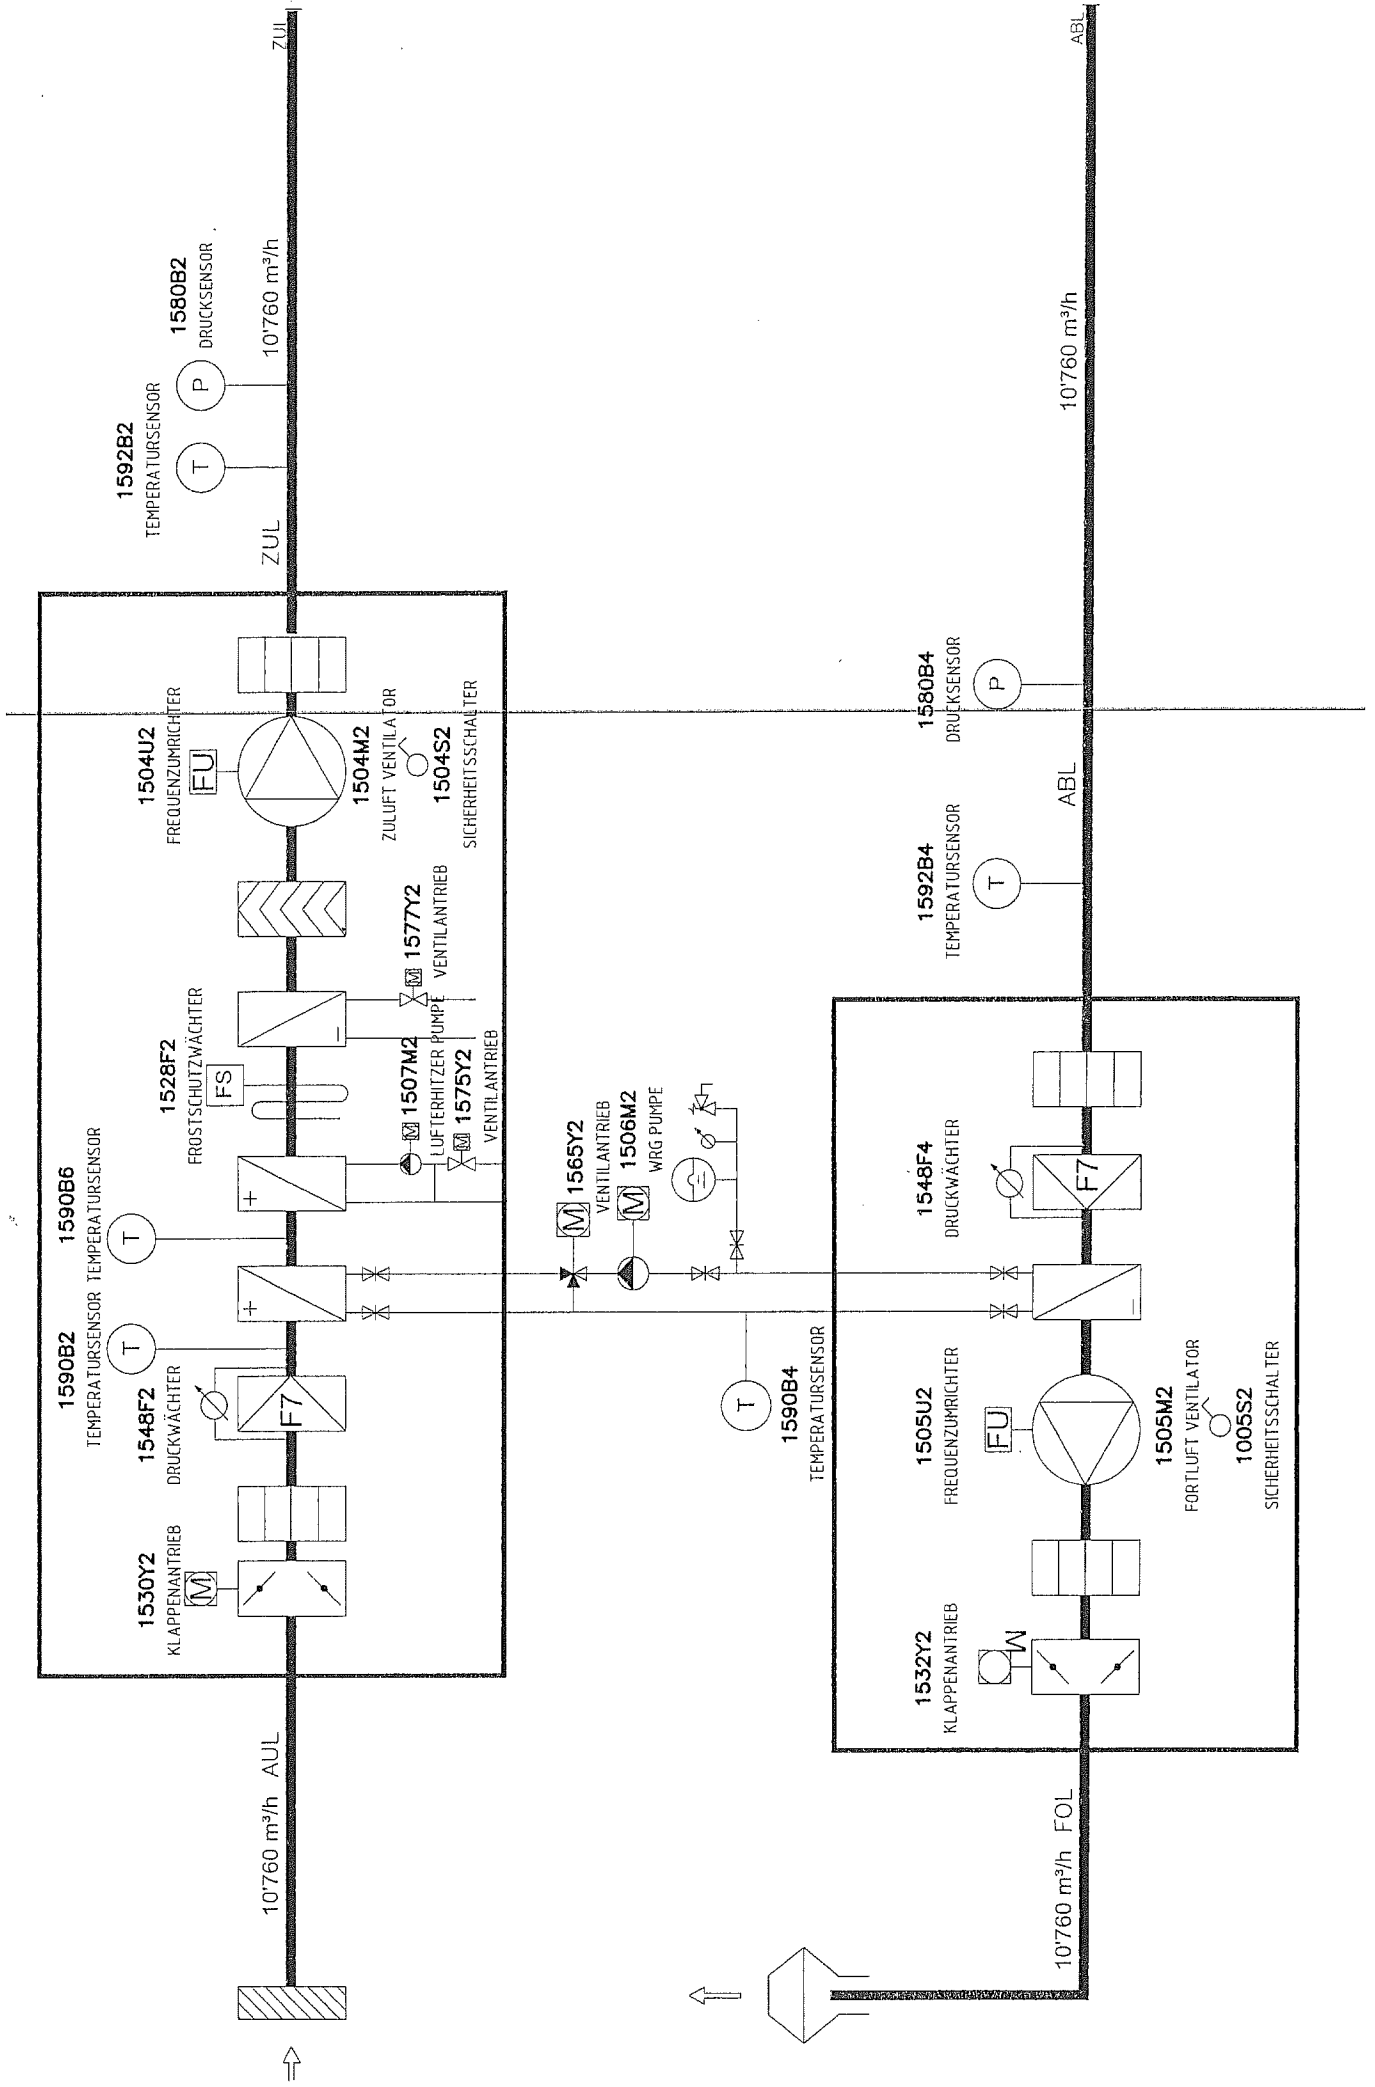 1590B2
1590B6
TEMPERATURSENSOR TEMPERATURSENSOR
1592B2
TEMPERATURSENSOR
1530Y2
KLAPPENANTRIEB
M
1548F2
DRUCKWÄCHTER
T
T
1528F2
FROSTSCHUTZWÄCHTER
FS
1504U2
FREQUENZUMRICHTER
FU
T
P
1580B2
DRUCKSENSOR
10'760 m³/h AUL
F7
+
+
–
ZUL
10'760 m³/h
ZUL
1504M2
ZULUFT VENTILATOR
1504S2
SICHERHEITSSCHALTER
M
1507M2
LUFTERHITZER PUMPE
M
1575Y2
VENTILANTRIEB
M
1577Y2
VENTILANTRIEB
M
1565Y2
VENTILANTRIEB
M
1506M2
WRG PUMPE
T
1590B4
TEMPERATURSENSOR
1532Y2
KLAPPENANTRIEB
M
1505U2
FREQUENZUMRICHTER
FU
1548F4
DRUCKWÄCHTER
1592B4
TEMPERATURSENSOR
T
1580B4
DRUCKSENSOR
P
10'760 m³/h FOL
–
F7
ABL
10'760 m³/h
ABL
1505M2
FORTLUFT VENTILATOR
1005S2
SICHERHEITSSCHALTER